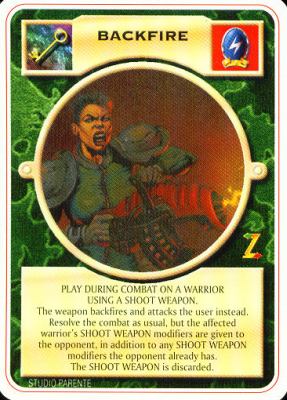 BACKFIRE
Z
PLAY DURING COMBAT ON A WARRIOR
USING A SHOOT WEAPON.
The weapon backfires and attacks the user instead.
Resolve the combat as usual, but the affected
warrior's SHOOT WEAPON modifiers are given to
the opponent, in addition to any SHOOT WEAPON
modifiers the opponent already has.
The SHOOT WEAPON is discarded.
STUDIO PARENTE